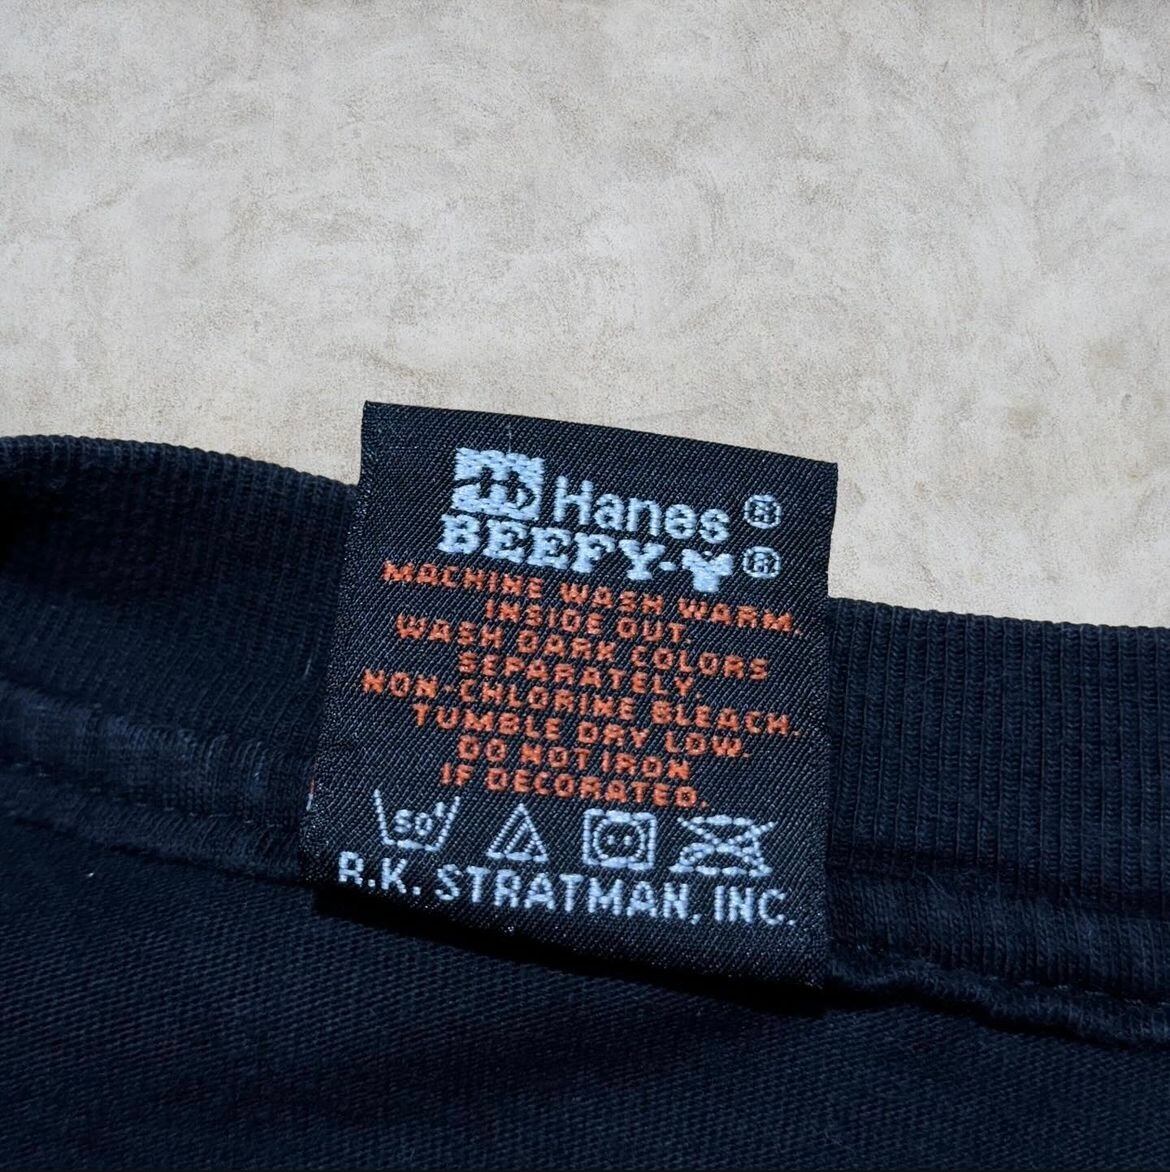 Hanes ®
BEEFY-T ®
MACHINE WASH WARM.
INSIDE OUT.
WASH DARK COLORS
SEPARATELY.
NON-CHLORINE BLEACH.
TUMBLE DRY LOW.
DO NOT IRON
IF DECORATED.
50°
R.K. STRATMAN, INC.